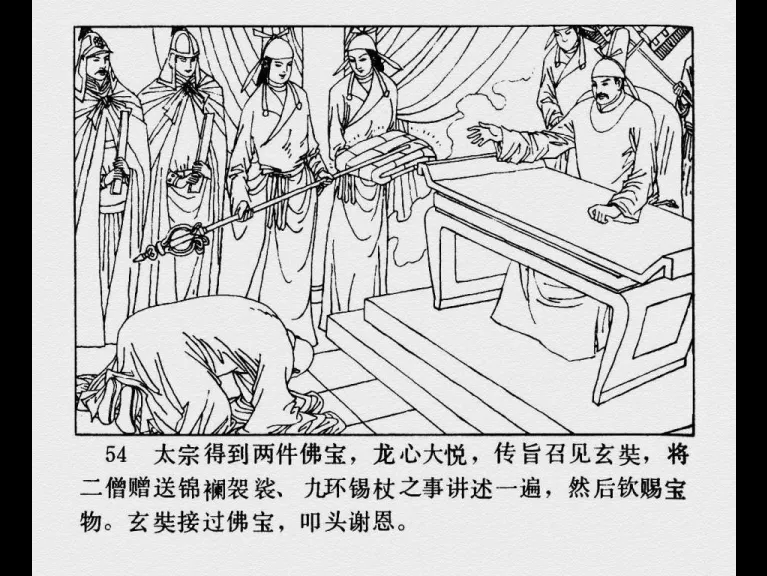 54 太宗得到两件佛宝，龙心大悦，传旨召见玄奘，将
二僧赠送锦襕袈裟、九环锡杖之事讲述一遍，然后钦赐宝
物。玄奘接过佛宝，叩头谢恩。